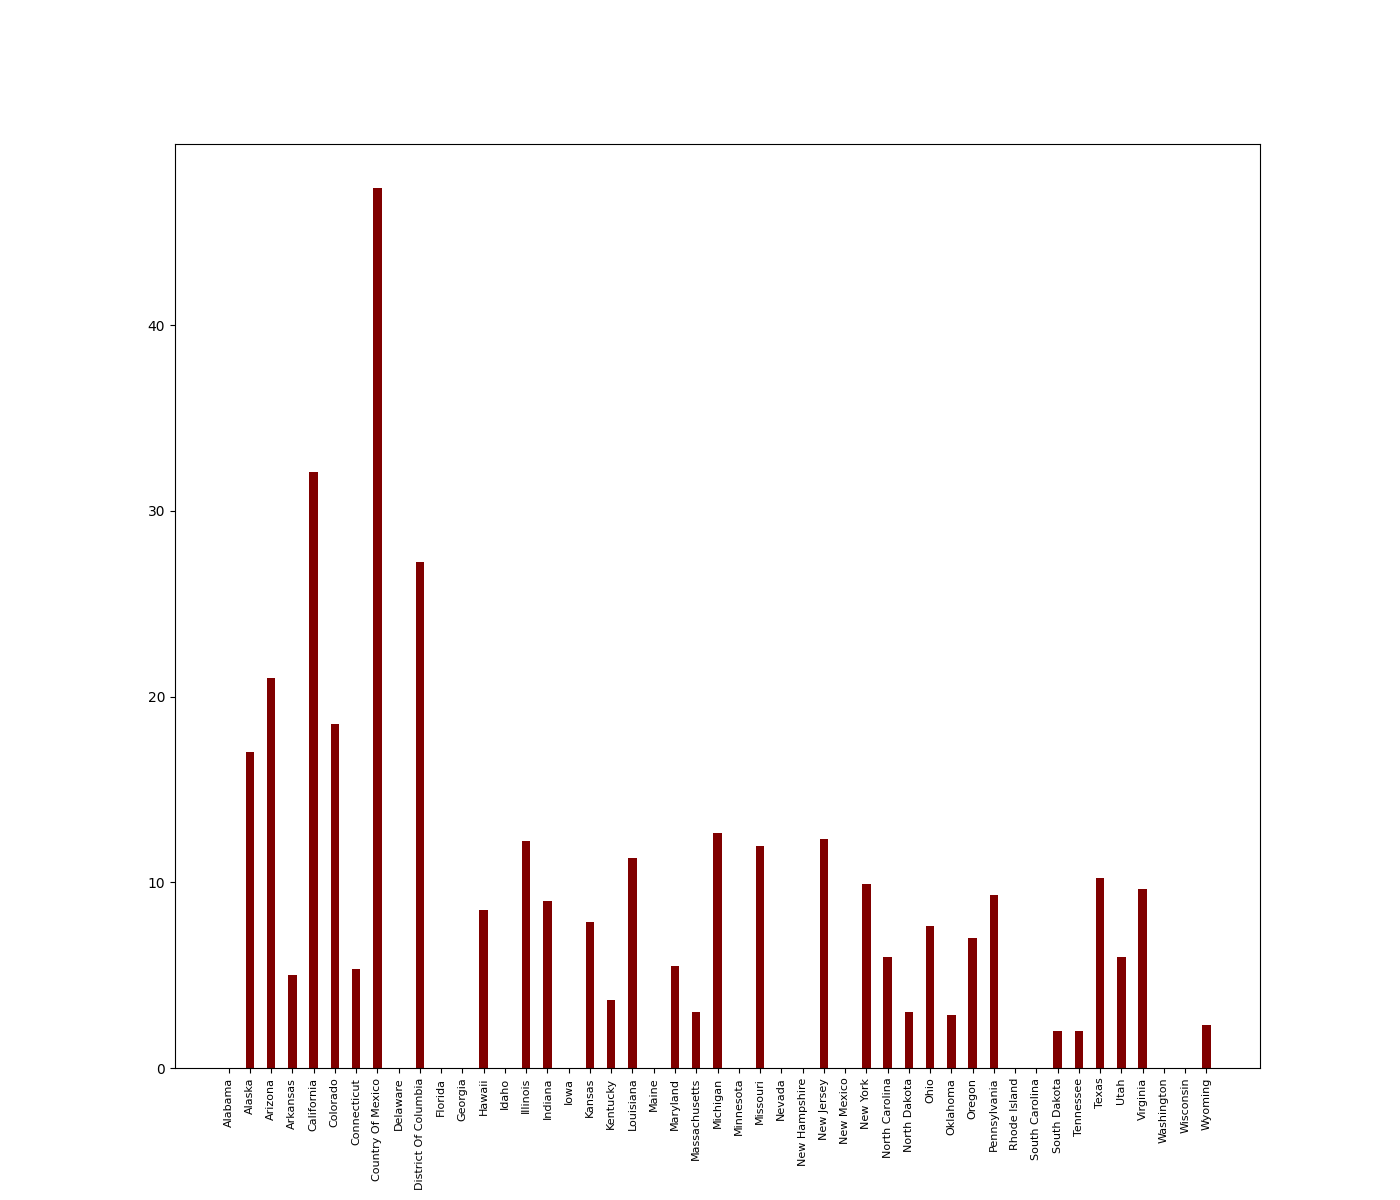 40
30
20
10
0
Alabama
Alaska
Arizona
Arkansas
California
Colorado
Connecticut
Country Of Mexico
Delaware
District Of Columbia
Florida
Georgia
Hawaii
Idaho
Illinois
Indiana
Iowa
Kansas
Kentucky
Louisiana
Maine
Maryland
Massachusetts
Michigan
Minnesota
Missouri
Nevada
New Hampshire
New Jersey
New Mexico
New York
North Carolina
North Dakota
Ohio
Oklahoma
Oregon
Pennsylvania
Rhode Island
South Carolina
South Dakota
Tennessee
Texas
Utah
Virginia
Washington
Wisconsin
Wyoming